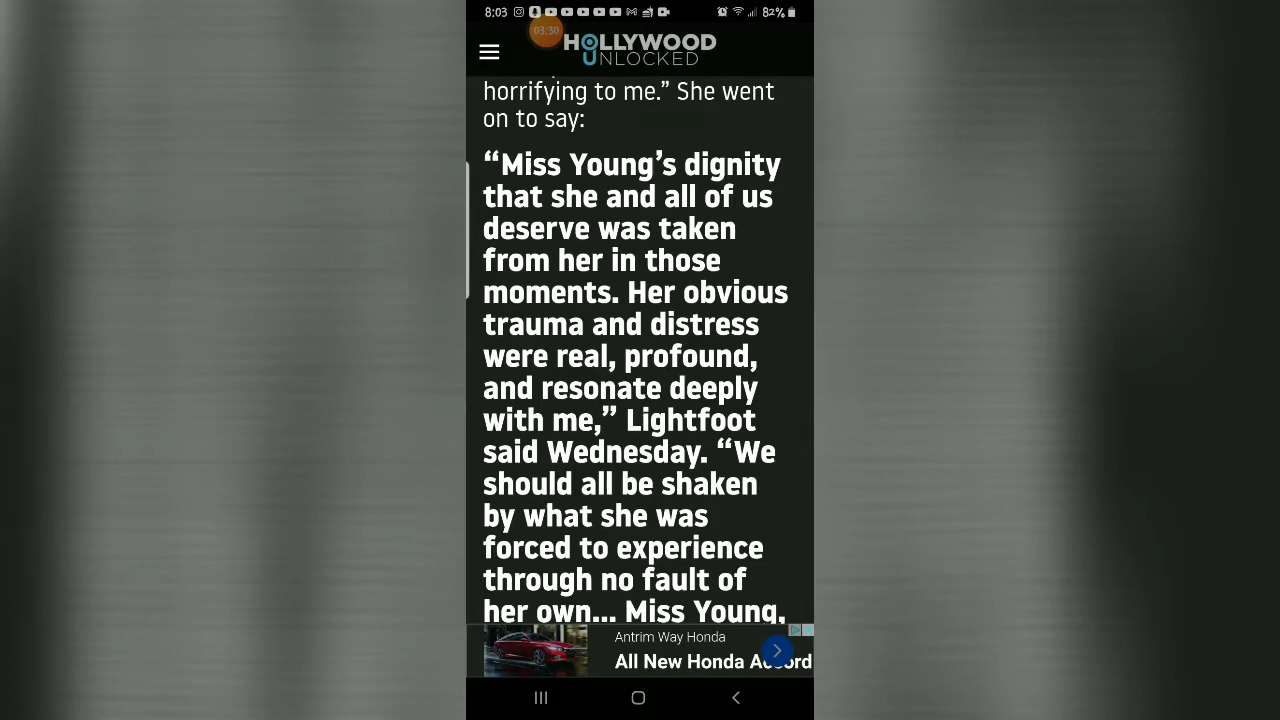 8:03
82%
03:30
HOLLYWOOD
UNLOCKED
horrifying to me.” She went
on to say:
“Miss Young’s dignity
that she and all of us
deserve was taken
from her in those
moments. Her obvious
trauma and distress
were real, profound,
and resonate deeply
with me,” Lightfoot
said Wednesday. “We
should all be shaken
by what she was
forced to experience
through no fault of
her own... Miss Young,
Antrim Way Honda
All New Honda Accord